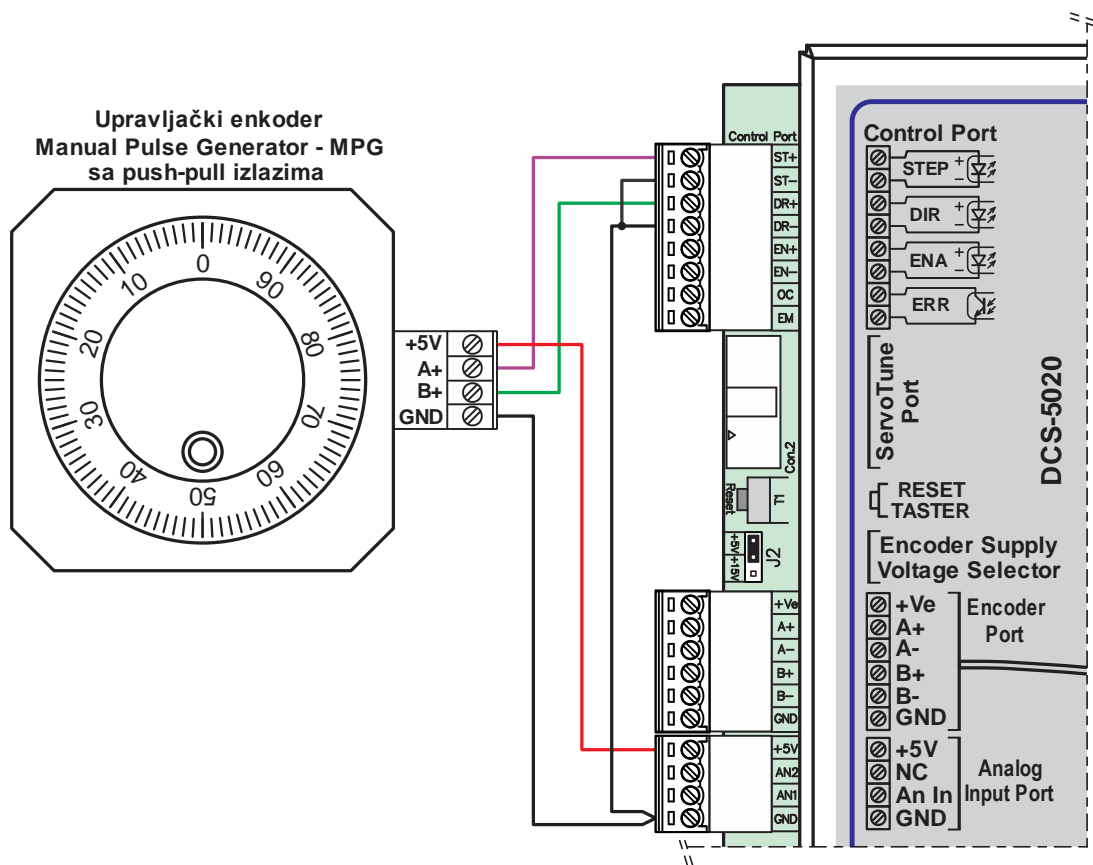 Upravljački enkoder
Manual Pulse Generator - MPG
sa push-pull izlazima
0
90
80
70
60
50
40
30
20
10
+5V
A+
B+
GND
Control Port
ST+
ST-
DR+
DR-
EN+
EN-
OC
EM
Con.2
Reset
T1
+5V
+15V
J2
+Ve
A+
A-
B+
B-
GND
+5V
AN2
AN1
GND
Control Port
STEP
+
-
DIR
+
-
ENA
+
-
ERR
ServoTune
Port
DCS-5020
RESET
TASTER
Encoder Supply
Voltage Selector
+Ve
A+
A-
B+
B-
GND
Encoder
Port
+5V
NC
An In
GND
Analog
Input Port